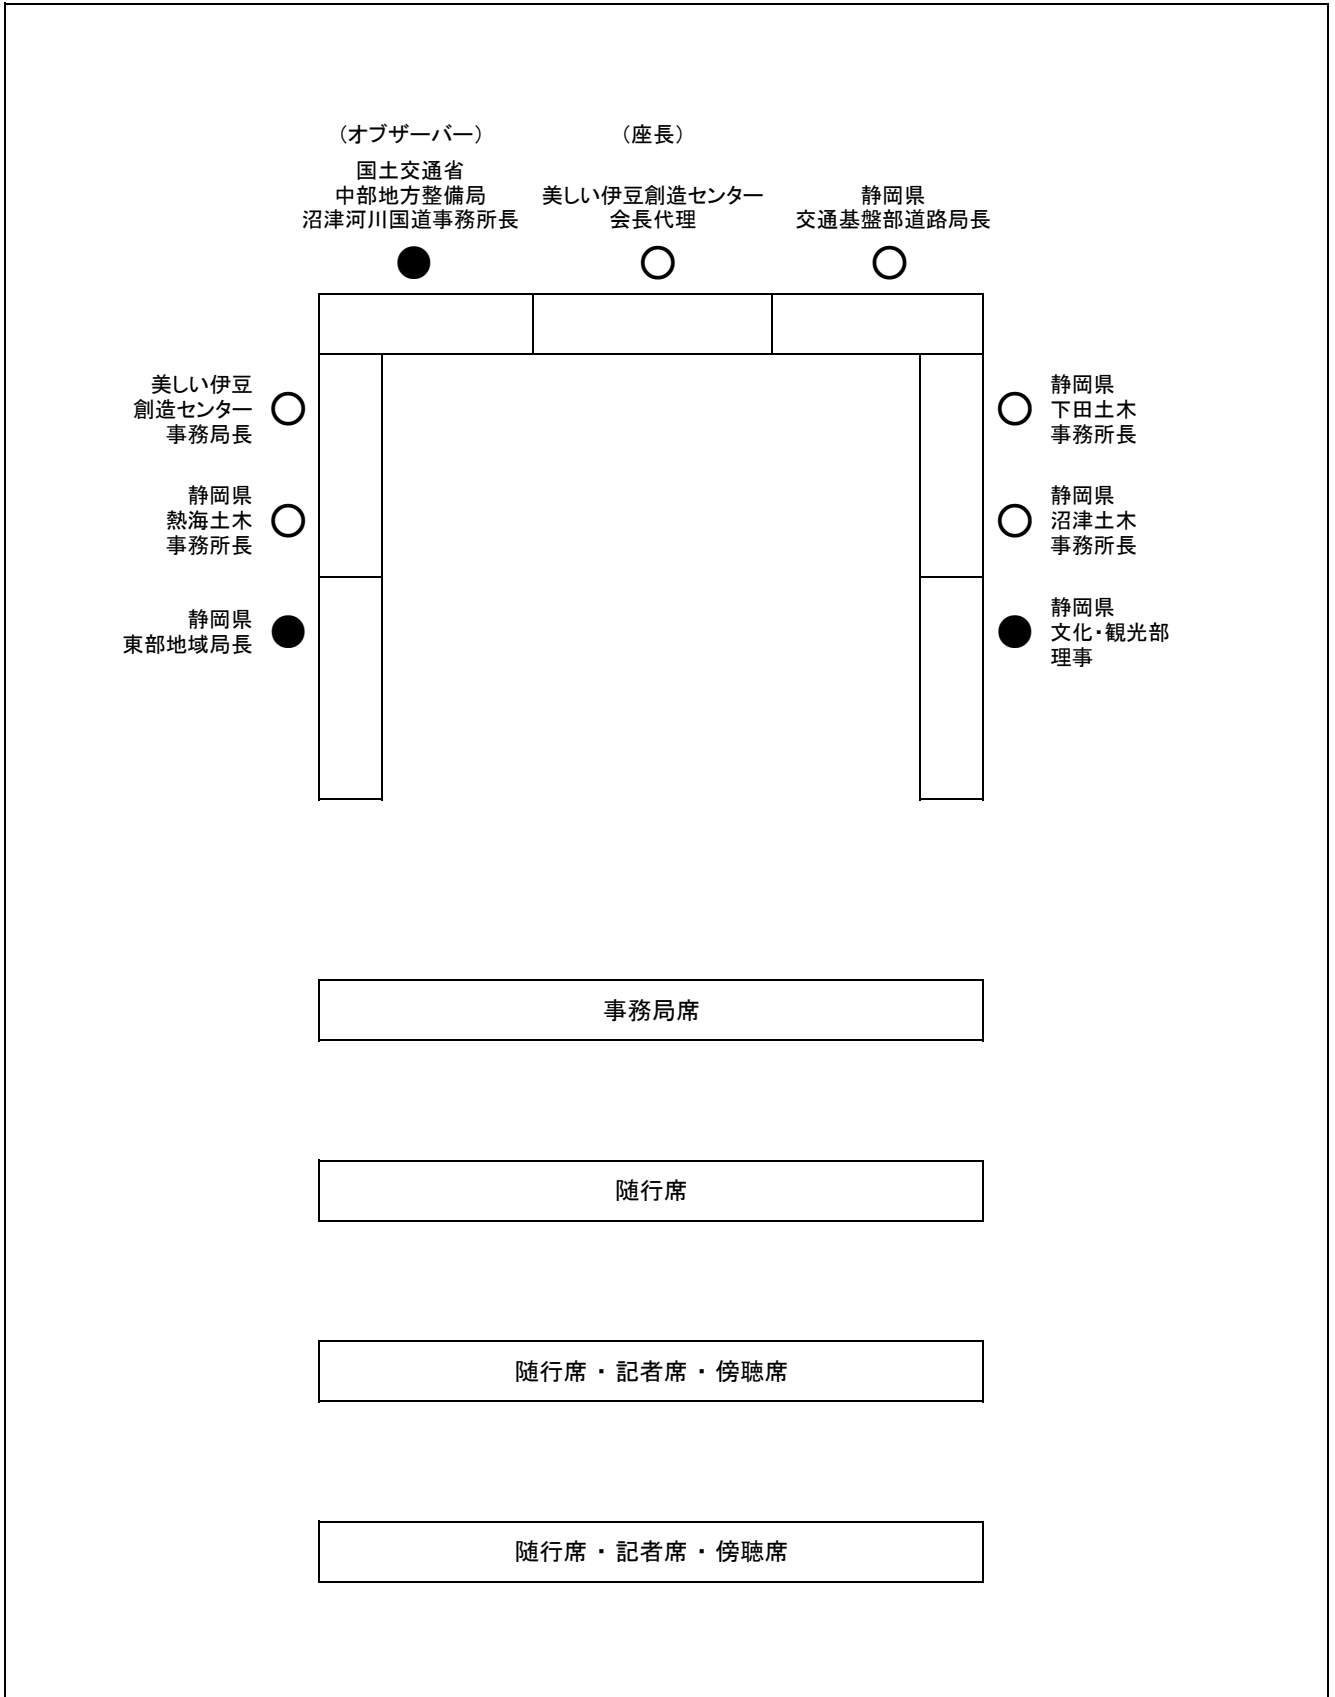 （オブザーバー）
国土交通省
中部地方整備局
沼津河川国道事務所長
（座長）
美しい伊豆創造センター
会長代理
静岡県
交通基盤部道路局長
美しい伊豆
創造センター
事務局長
静岡県
熱海土木
事務所長
静岡県
東部地域局長
静岡県
下田土木
事務所長
静岡県
沼津土木
事務所長
静岡県
文化・観光部
理事
事務局席
随行席
随行席・記者席・傍聴席
随行席・記者席・傍聴席